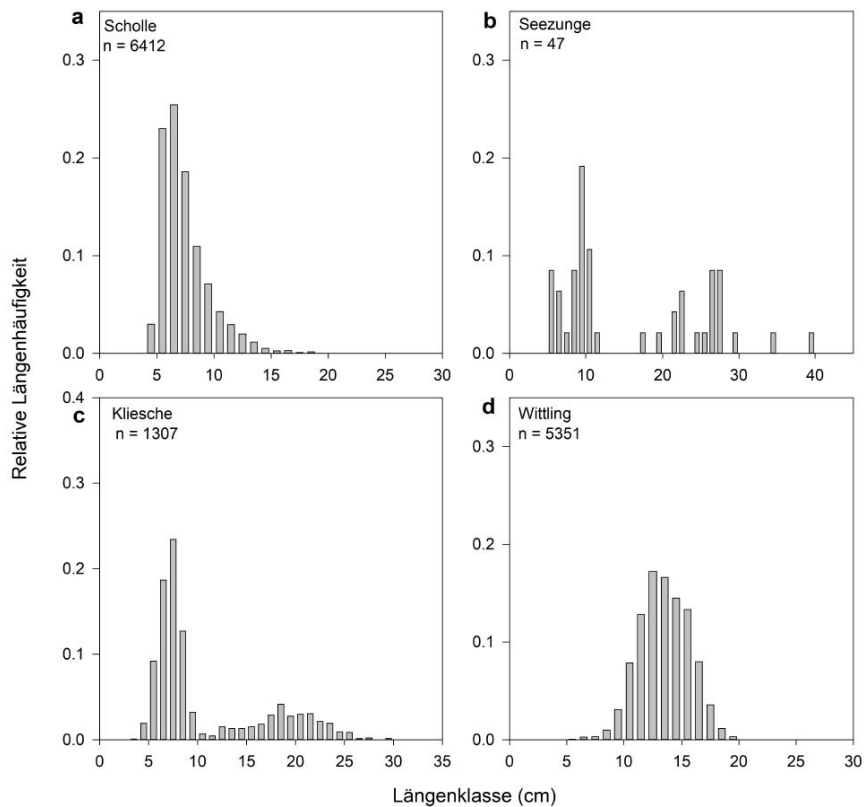 a
Scholle
n = 6412
0.3
0.2
0.1
0.0
0 5 10 15 20 25 30
b
Seezunge
n = 47
0.3
0.2
0.1
0.0
0 10 20 30 40
c
Kliesche
n = 1307
0.4
0.3
0.2
0.1
0.0
0 5 10 15 20 25 30 35
d
Wittling
n = 5351
0.3
0.2
0.1
0.0
0 5 10 15 20 25 30
Relative Längenhäufigkeit
Längenklasse (cm)